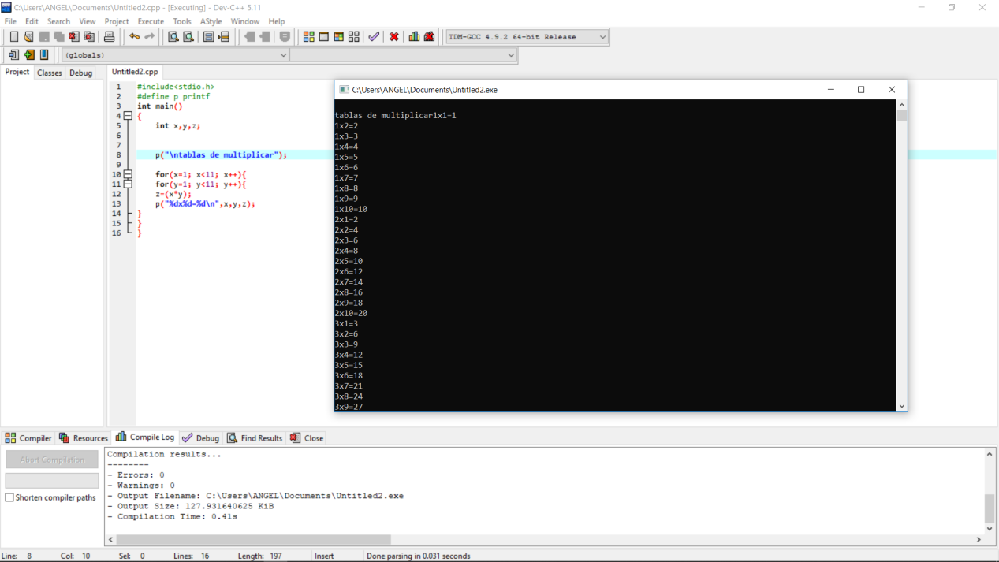 C:\Users\ANGEL\Documents\Untitled2.cpp - [Executing] - Dev-C++ 5.11
File Edit Search View Project Execute Tools AStyle Window Help
TDM-GCC 4.9.2 64-bit Release
(globals)
Project Classes Debug
Untitled2.cpp
1 #include<stdio.h>
2 #define p printf
3 int main()
4 {
5 int x,y,z;
6
7
8 p("\ntablas de multiplicar");
9
10 for(x=1; x<11; x++){
11 for(y=1; y<11; y++){
12 z=(x*y);
13 p("%dx%d=%d\n",x,y,z);
14 }
15 }
16 }
C:\Users\ANGEL\Documents\Untitled2.exe
tablas de multiplicar1x1=1
1x2=2
1x3=3
1x4=4
1x5=5
1x6=6
1x7=7
1x8=8
1x9=9
1x10=10
2x1=2
2x2=4
2x3=6
2x4=8
2x5=10
2x6=12
2x7=14
2x8=16
2x9=18
2x10=20
3x1=3
3x2=6
3x3=9
3x4=12
3x5=15
3x6=18
3x7=21
3x8=24
3x9=27
Compiler Resources Compile Log Debug Find Results Close
Abort Compilation
Shorten compiler paths
Compilation results...
--------
- Errors: 0
- Warnings: 0
- Output Filename: C:\Users\ANGEL\Documents\Untitled2.exe
- Output Size: 127.931640625 KiB
- Compilation Time: 0.41s
Line: 8 Col: 10 Sel: 0 Lines: 16 Length: 197 Insert Done parsing in 0.031 seconds